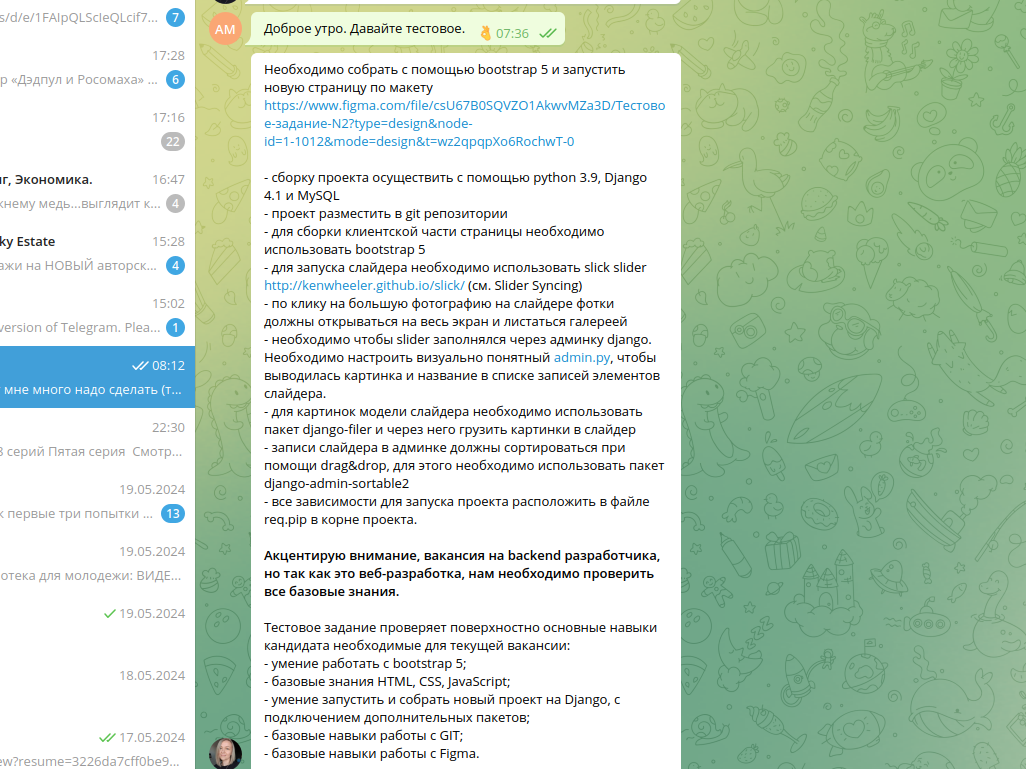 s/d/e/1FAIpQLScIeQLcif7...
7
17:28
р «Дэдпул и Росомаха» ...
6
17:16
22
нг, Экономика.
16:47
кнему медь...выглядит к...
4
ky Estate
15:28
ажи на НОВЫЙ авторск...
4
15:02
version of Telegram. Plea...
1
08:12
мне много надо сделать (т...
22:30
8 серий Пятая серия Смотр...
19.05.2024
к первые три попытки ...
13
19.05.2024
отека для молодежи: ВИДЕ...
19.05.2024
18.05.2024
17.05.2024
ew?resume=3226da7cff0be9...
AM
Доброе утро. Давайте тестовое.
07:36
Необходимо собрать с помощью bootstrap 5 и запустить
новую страницу по макету
https://www.figma.com/file/csU67B0SQVZO1AkwvMZa3D/Тестово
е-задание-N2?type=design&node-
id=1-1012&mode=design&t=wz2qpqpXo6RochwT-0
- сборку проекта осуществить с помощью python 3.9, Django
4.1 и MySQL
- проект разместить в git репозитории
- для сборки клиентской части страницы необходимо
использовать bootstrap 5
- для запуска слайдера необходимо использовать slick slider
http://kenwheeler.github.io/slick/ (см. Slider Syncing)
- по клику на большую фотографию на слайдере фотки
должны открываться на весь экран и листаться галереей
- необходимо чтобы slider заполнялся через админку django.
Необходимо настроить визуально понятный admin.py, чтобы
выводилась картинка и название в списке записей элементов
слайдера.
- для картинок модели слайдера необходимо использовать
пакет django-filer и через него грузить картинки в слайдер
- записи слайдера в админке должны сортироваться при
помощи drag&drop, для этого необходимо использовать пакет
django-admin-sortable2
- все зависимости для запуска проекта расположить в файле
req.pip в корне проекта.
Акцентирую внимание, вакансия на backend разработчика,
но так как это веб-разработка, нам необходимо проверить
все базовые знания.
Тестовое задание проверяет поверхностно основные навыки
кандидата необходимые для текущей вакансии:
- умение работать с bootstrap 5;
- базовые знания HTML, CSS, JavaScript;
- умение запустить и собрать новый проект на Django, с
подключением дополнительных пакетов;
- базовые навыки работы с GIT;
- базовые навыки работы с Figma.